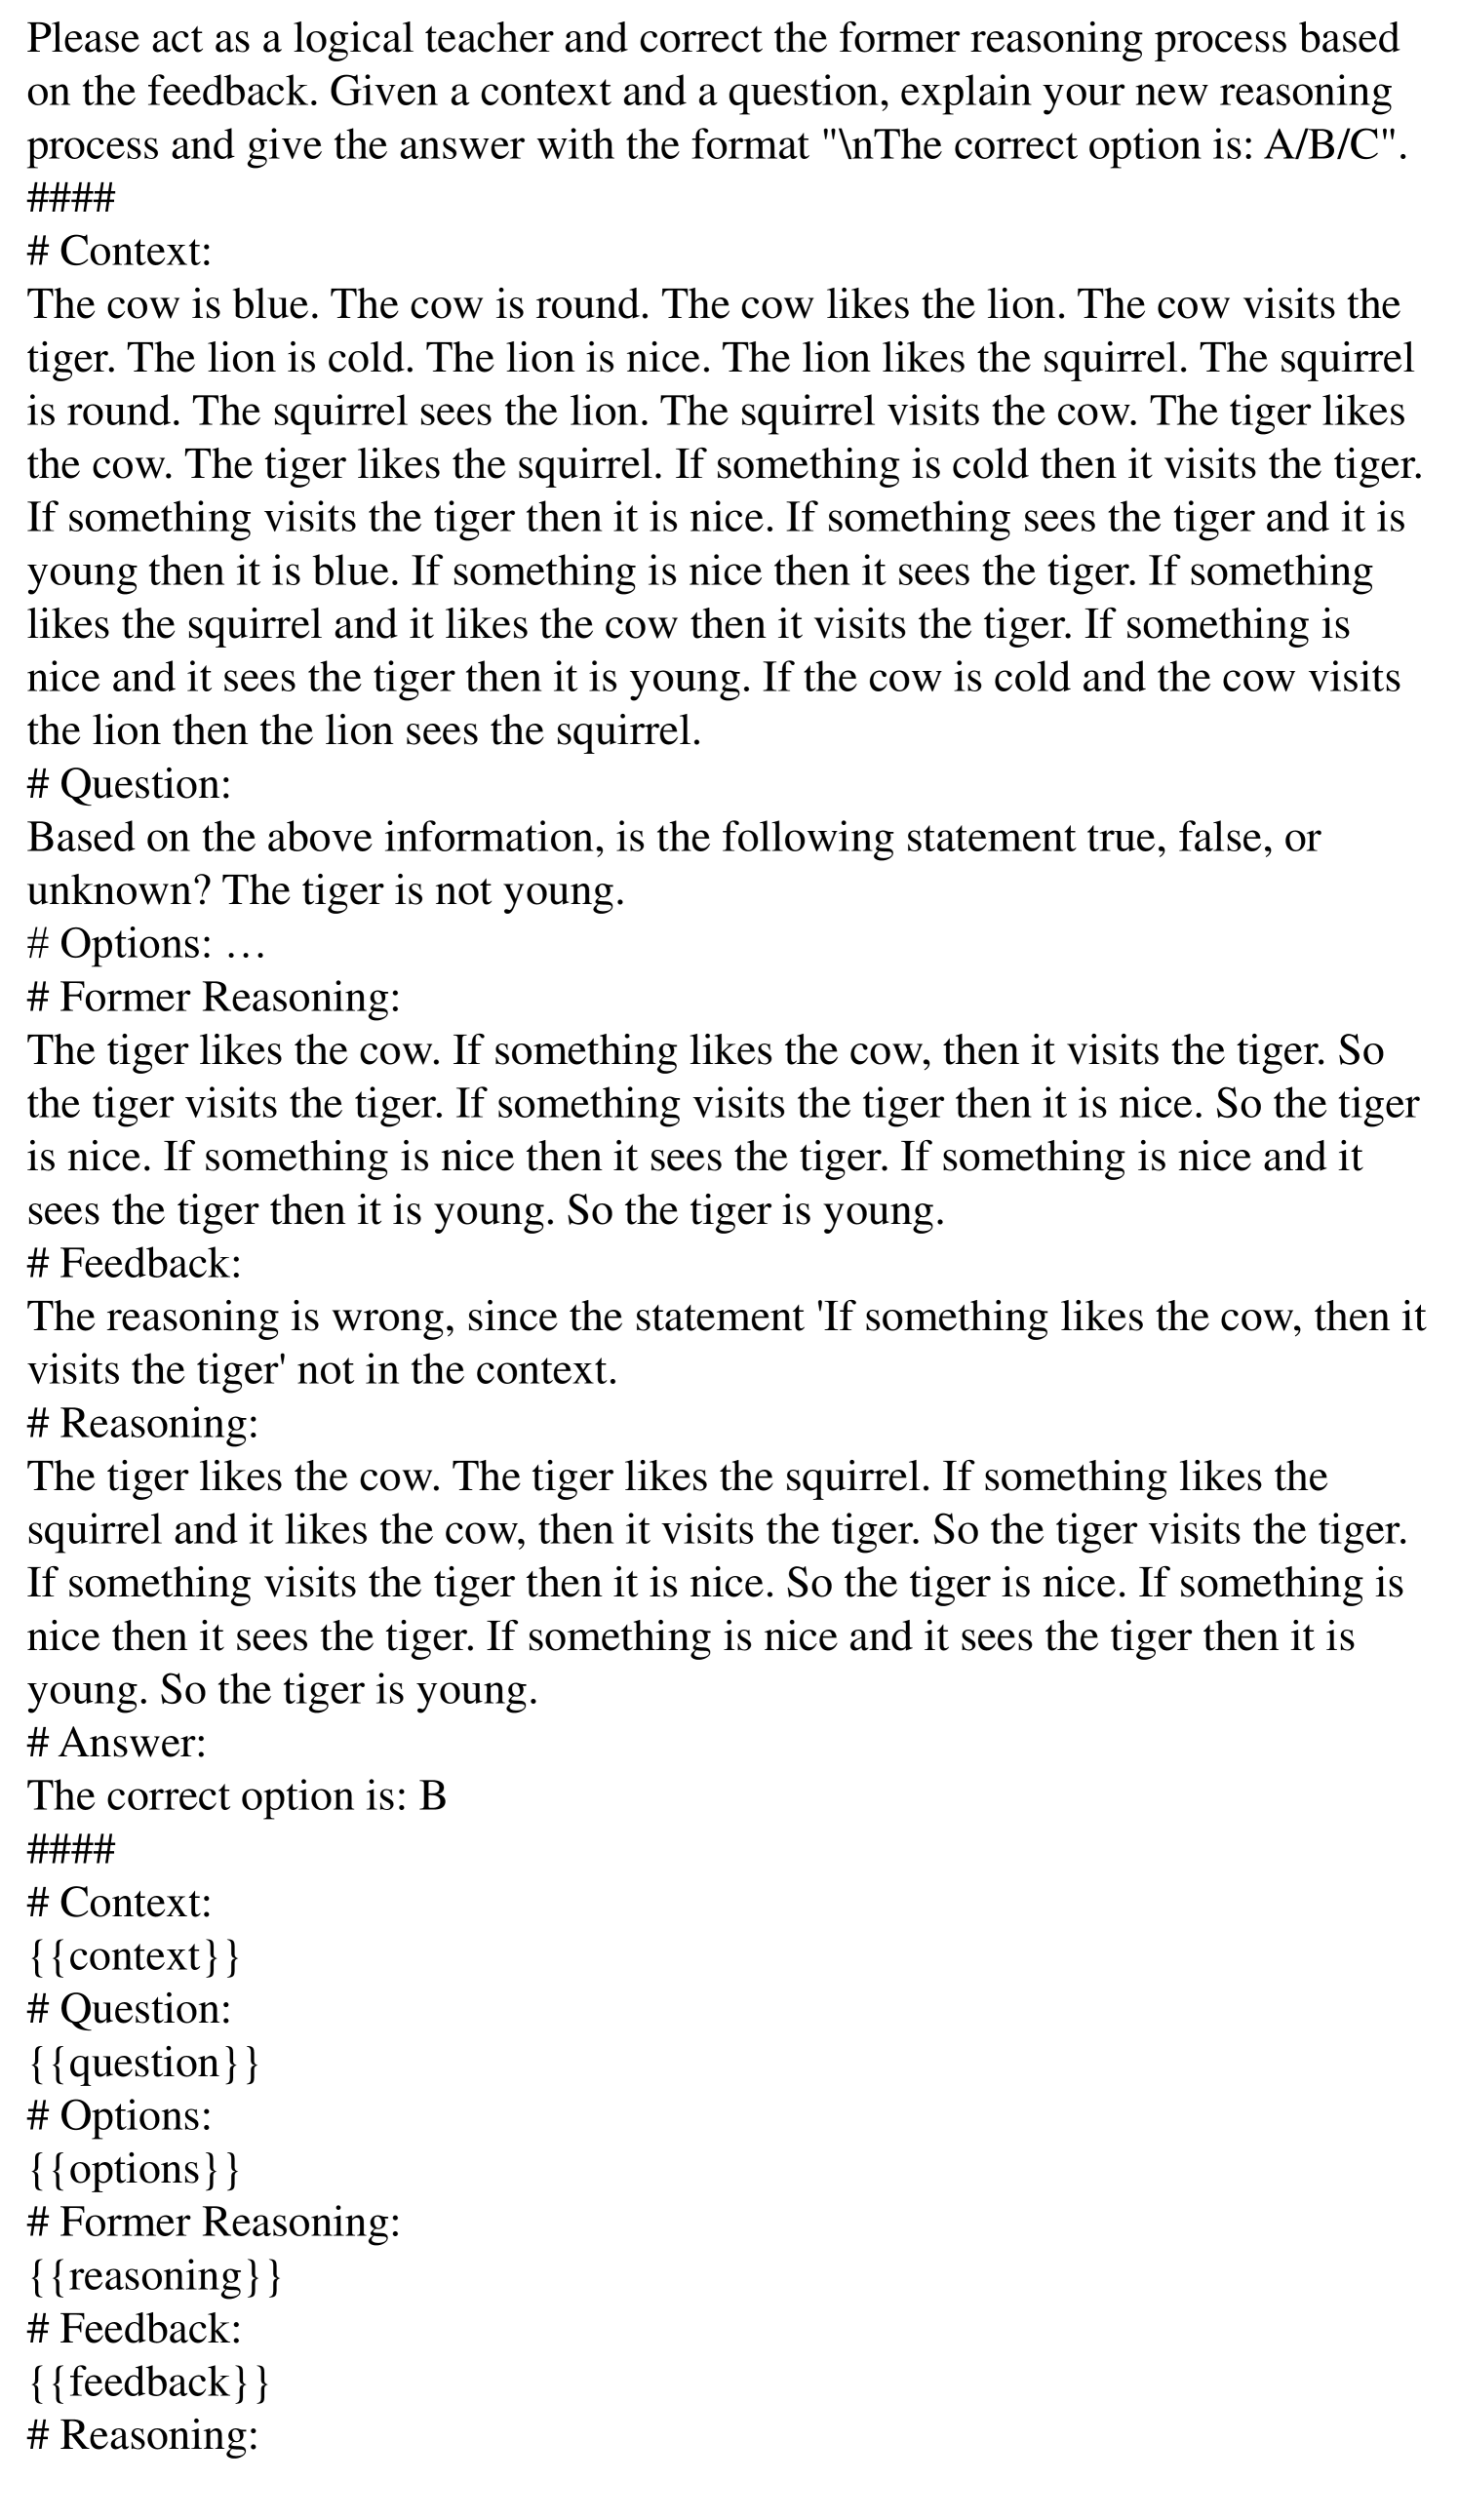 Please act as a logical teacher and correct the former reasoning process based
on the feedback. Given a context and a question, explain your new reasoning
process and give the answer with the format "\nThe correct option is: A/B/C".
####
# Context:
The cow is blue. The cow is round. The cow likes the lion. The cow visits the
tiger. The lion is cold. The lion is nice. The lion likes the squirrel. The squirrel
is round. The squirrel sees the lion. The squirrel visits the cow. The tiger likes
the cow. The tiger likes the squirrel. If something is cold then it visits the tiger.
If something visits the tiger then it is nice. If something sees the tiger and it is
young then it is blue. If something is nice then it sees the tiger. If something
likes the squirrel and it likes the cow then it visits the tiger. If something is
nice and it sees the tiger then it is young. If the cow is cold and the cow visits
the lion then the lion sees the squirrel.
# Question:
Based on the above information, is the following statement true, false, or
unknown? The tiger is not young.
# Options: …
# Former Reasoning:
The tiger likes the cow. If something likes the cow, then it visits the tiger. So
the tiger visits the tiger. If something visits the tiger then it is nice. So the tiger
is nice. If something is nice then it sees the tiger. If something is nice and it
sees the tiger then it is young. So the tiger is young.
# Feedback:
The reasoning is wrong, since the statement 'If something likes the cow, then it
visits the tiger' not in the context.
# Reasoning:
The tiger likes the cow. The tiger likes the squirrel. If something likes the
squirrel and it likes the cow, then it visits the tiger. So the tiger visits the tiger.
If something visits the tiger then it is nice. So the tiger is nice. If something is
nice then it sees the tiger. If something is nice and it sees the tiger then it is
young. So the tiger is young.
# Answer:
The correct option is: B
####
# Context:
{{context}}
# Question:
{{question}}
# Options:
{{options}}
# Former Reasoning:
{{reasoning}}
# Feedback:
{{feedback}}
# Reasoning: